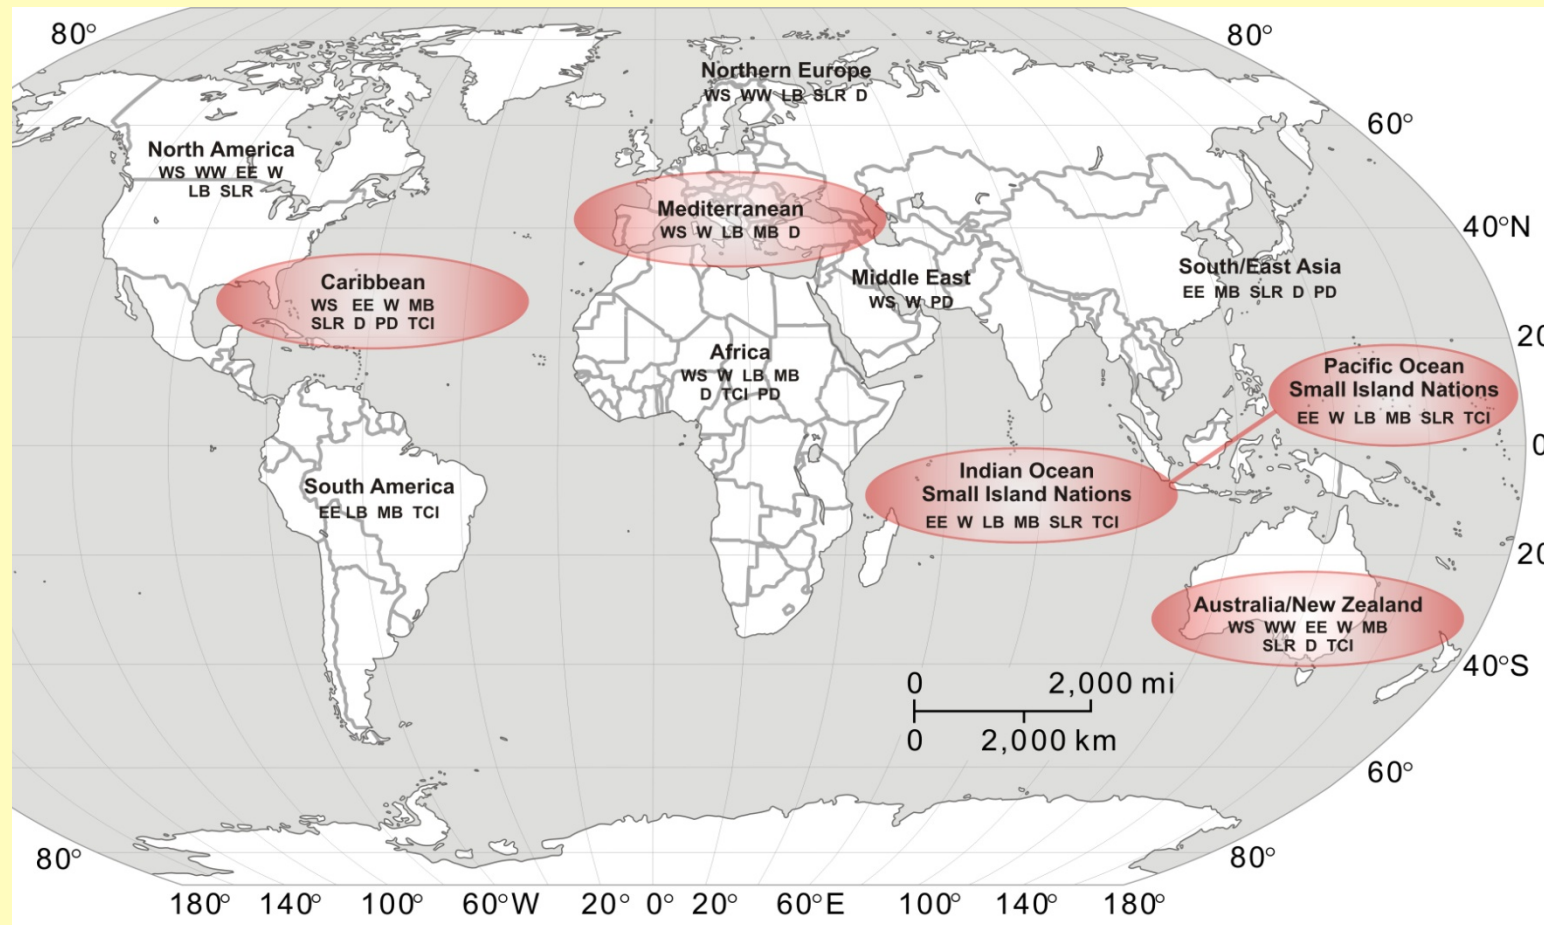 80°
80°
Northern Europe
WS WW LB SLR D
60°
North America
WS WW EE W
LB SLR
Mediterranean
WS W LB MB D
40°N
South/East Asia
EE MB SLR D PD
Middle East
WS W PD
Caribbean
WS EE W MB
SLR D PD TCI
20
Africa
WS W LB MB
D TCI PD
Pacific Ocean
Small Island Nations
EE W LB MB SLR TCI
0
Indian Ocean
Small Island Nations
EE W LB MB SLR TCI
South America
EE LB MB TCI
20
Australia/New Zealand
WS WW EE W MB
SLR D TCI
40°S
0 2,000 mi
0 2,000 km
60°
80°
80°
180° 140° 100° 60°W 20° 0° 20° 60°E 100° 140° 180°